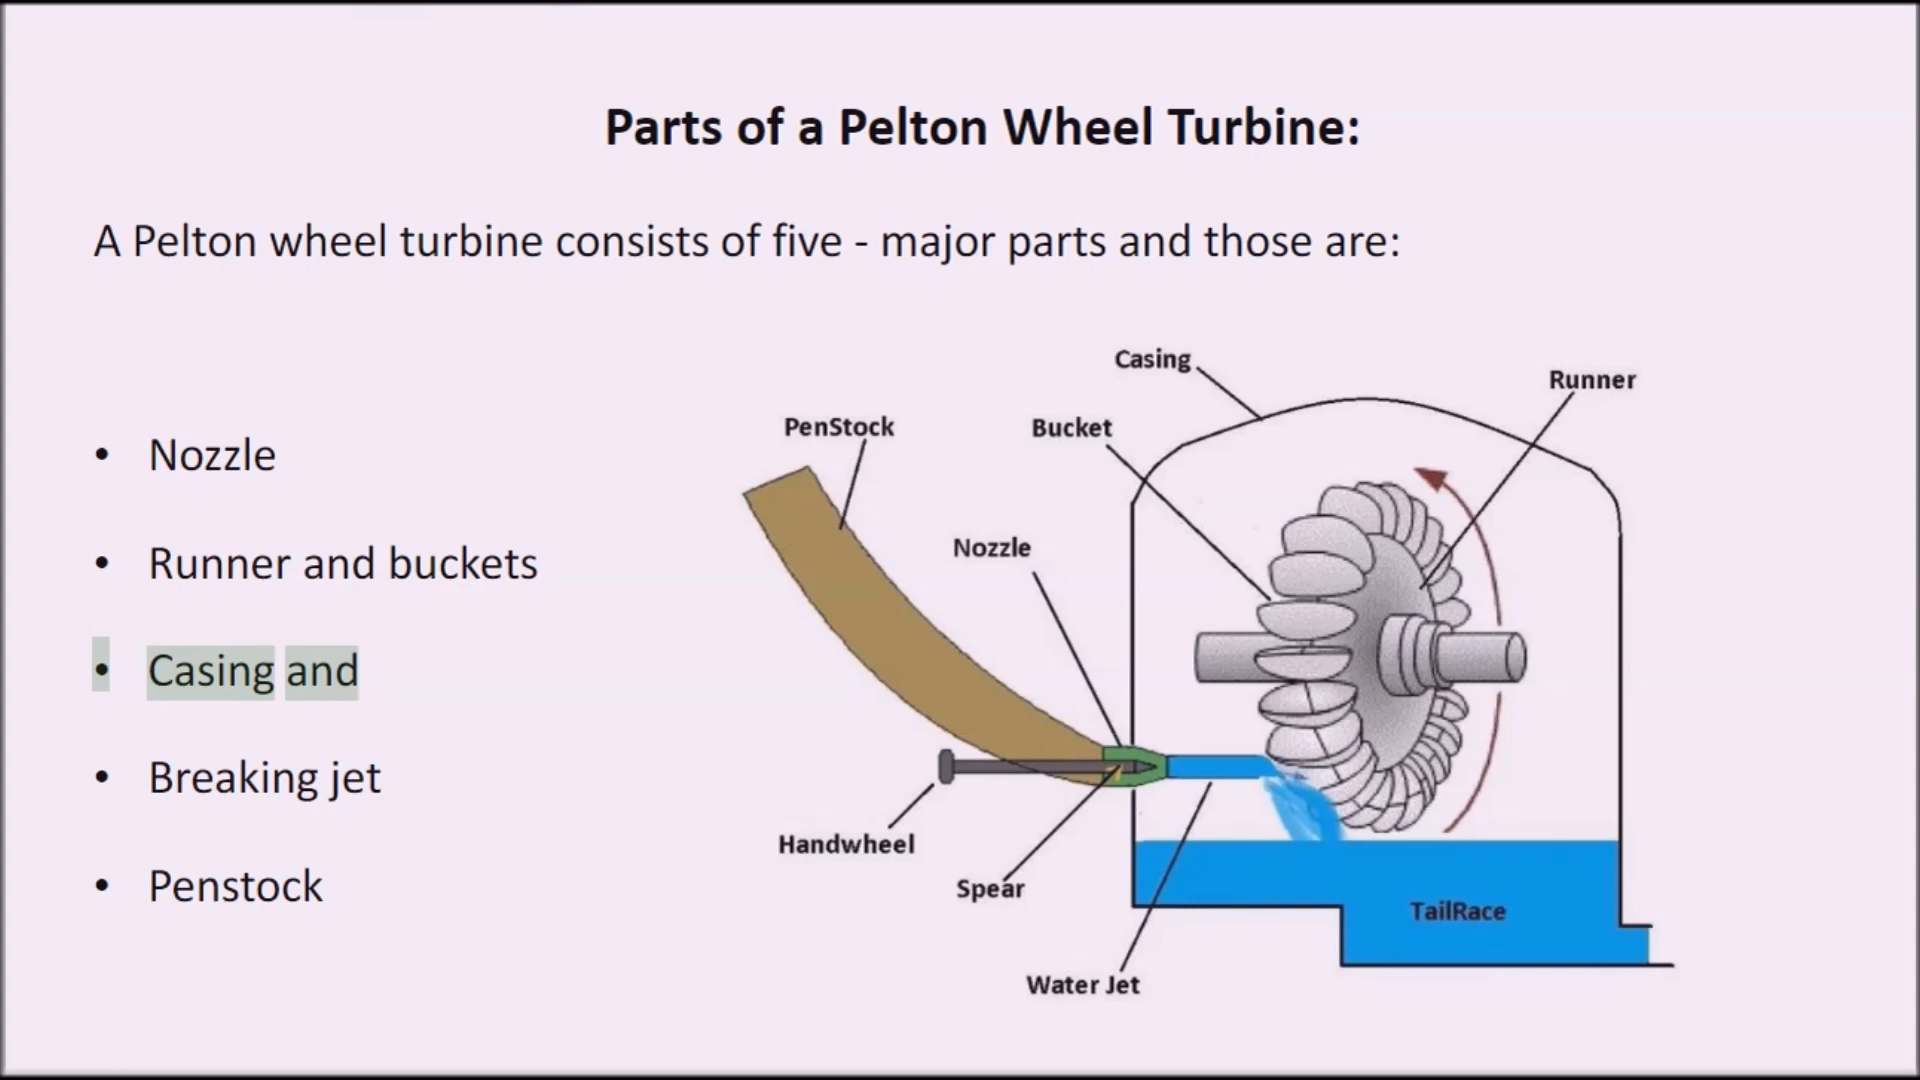 Parts of a Pelton Wheel Turbine:
A Pelton wheel turbine consists of five - major parts and those are:
• Nozzle
• Runner and buckets
• Casing and
• Breaking jet
• Penstock
Casing
Runner
PenStock
Bucket
Nozzle
Handwheel
Spear
TailRace
Water Jet